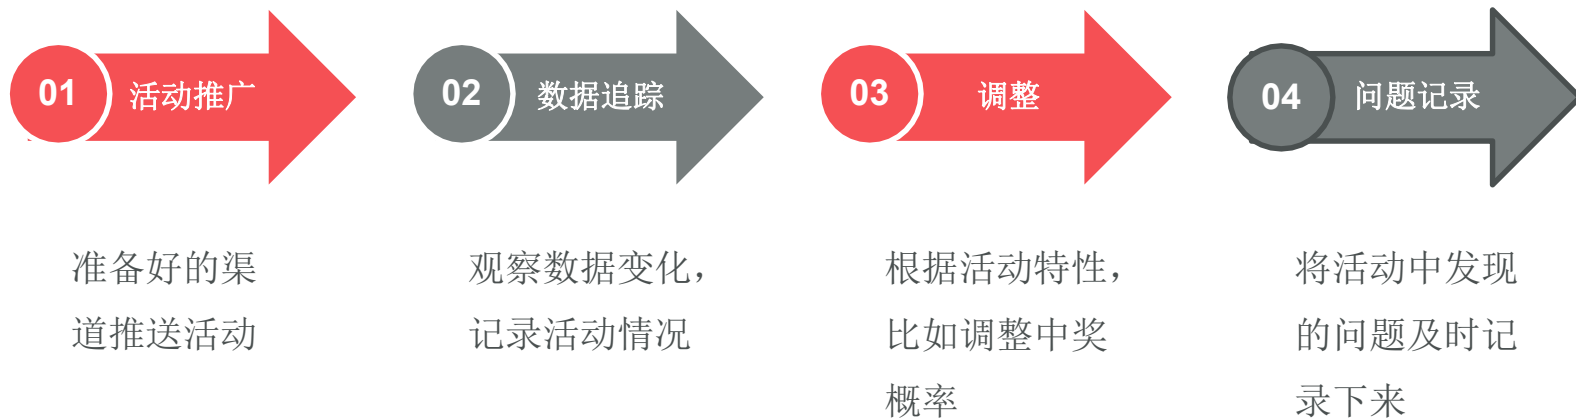 01 活动推广
02 数据追踪
03 调整
04 问题记录
准备好的渠
道推送活动
观察数据变化，
记录活动情况
根据活动特性，
比如调整中奖
概率
将活动中发现
的问题及时记
录下来